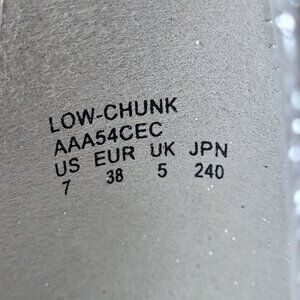 LOW-CHUNK
AAA54CEC
US EUR UK JPN
7 38 5 240